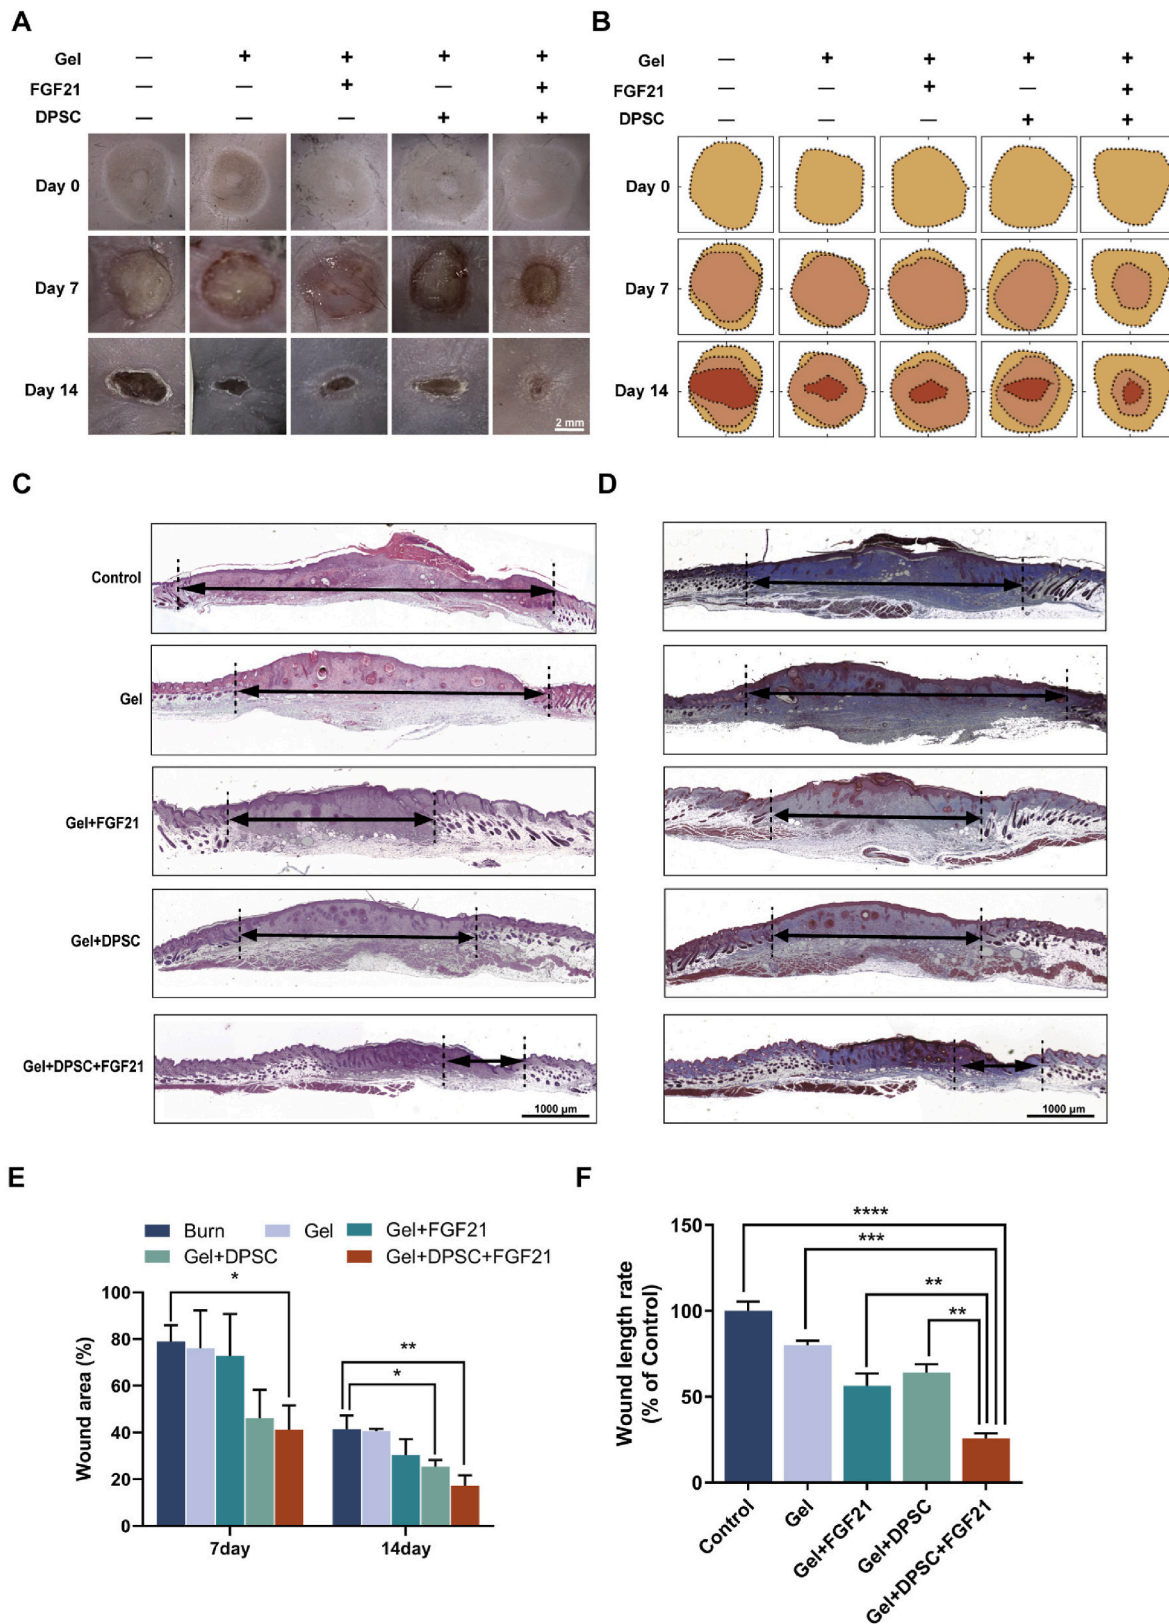 A
Gel — + + + +
FGF21 — — + — +
DPSC — — — + +
Day 0
Day 7
Day 14
2 mm
B
Gel — + + + +
FGF21 — — + — +
DPSC — — — + +
Day 0
Day 7
Day 14
C
Control
Gel
Gel+FGF21
Gel+DPSC
Gel+DPSC+FGF21
1000 μm
D
1000 μm
E
Burn Gel Gel+FGF21
Gel+DPSC Gel+DPSC+FGF21
Wound area (%)
100
80
60
40
20
0
*
**
*
7day 14day
F
Wound length rate
(% of Control)
150
100
50
0
****
***
**
**
Control
Gel
Gel+FGF21
Gel+DPSC
Gel+DPSC+FGF21